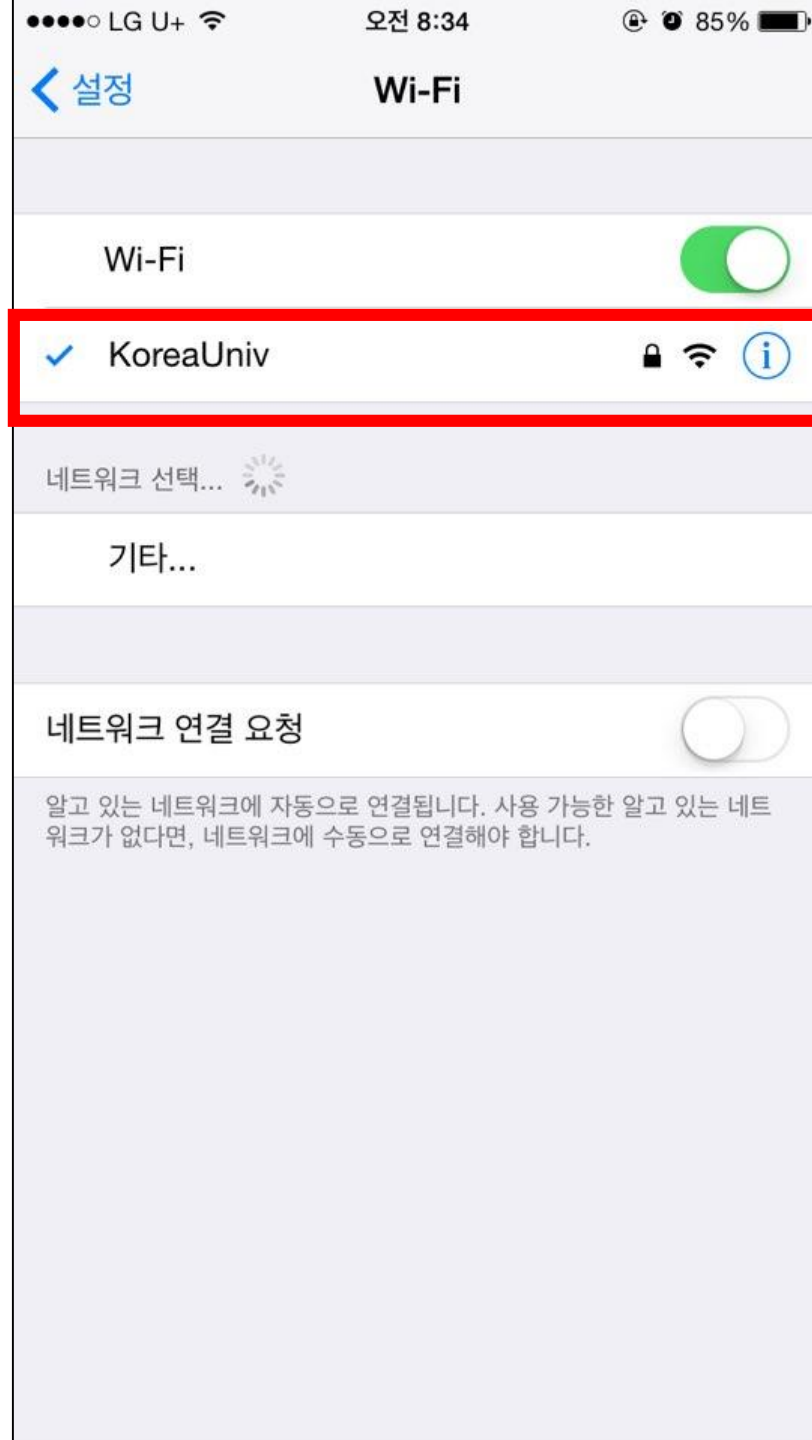 LG U+ 오전 8:34 85%
설정 Wi-Fi
Wi-Fi
KoreaUniv
네트워크 선택...
기타...
네트워크 연결 요청
알고 있는 네트워크에 자동으로 연결됩니다. 사용 가능한 알고 있는 네트
워크가 없다면, 네트워크에 수동으로 연결해야 합니다.